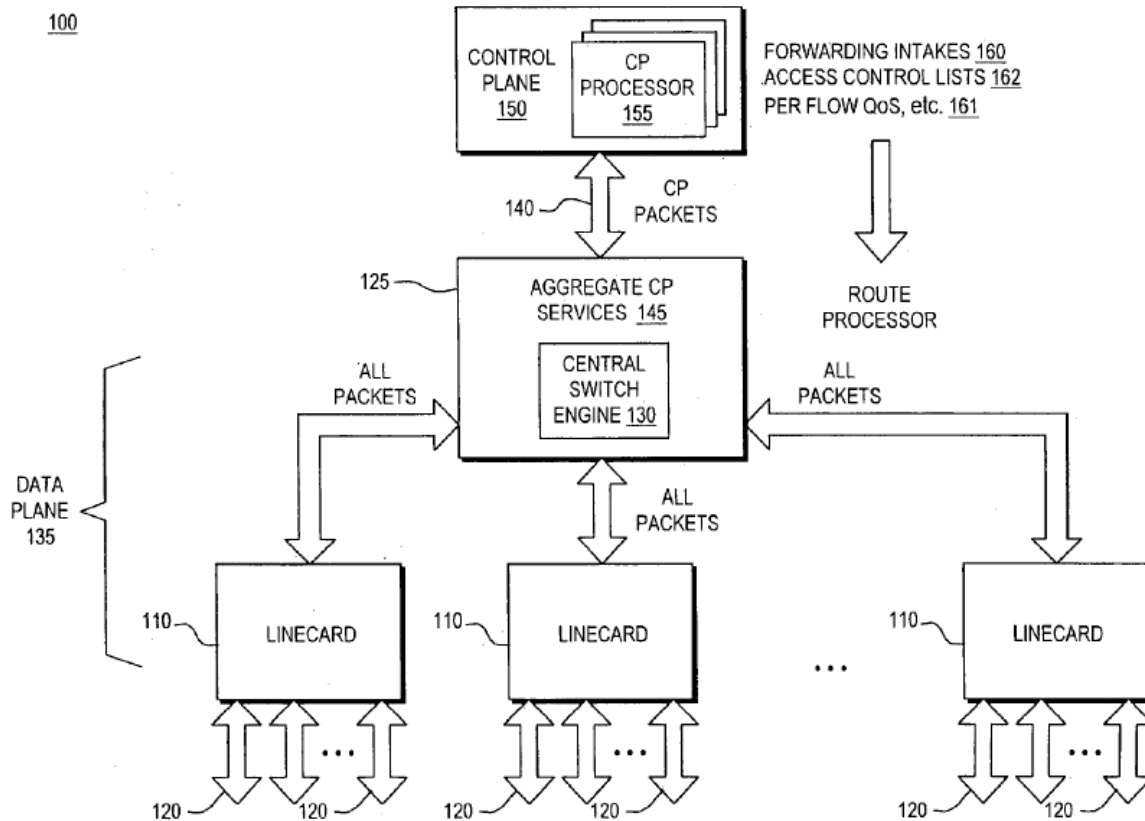 100
CONTROL
PLANE
150
CP
PROCESSOR
155
FORWARDING INTAKES 160
ACCESS CONTROL LISTS 162
PER FLOW QoS, etc. 161
140
CP
PACKETS
ROUTE
PROCESSOR
125
AGGREGATE CP
SERVICES 145
CENTRAL
SWITCH
ENGINE 130
ALL
PACKETS
ALL
PACKETS
ALL
PACKETS
DATA
PLANE
135
110
LINECARD
110
LINECARD
110
LINECARD
120
120
120
120
120
120